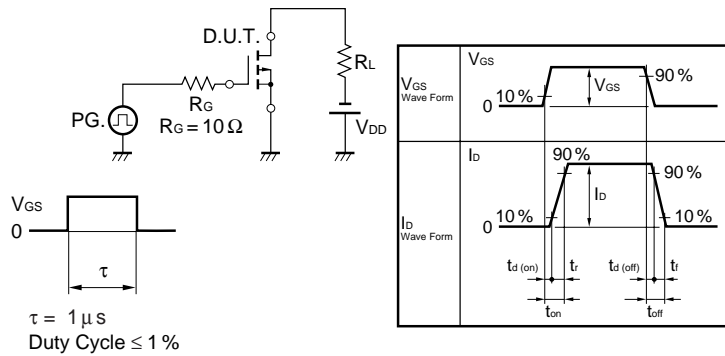 D.U.T.
RL
RG
RG = 10 Ω
PG.
VDD
VGS
0
τ
τ = 1 μs
Duty Cycle ≤ 1 %
VGS
Wave Form
VGS
10 %
0
VGS
90 %
ID
Wave Form
ID
90 %
90 %
ID
10 %
0
10 %
td (on)
tr
td (off)
tf
ton
toff